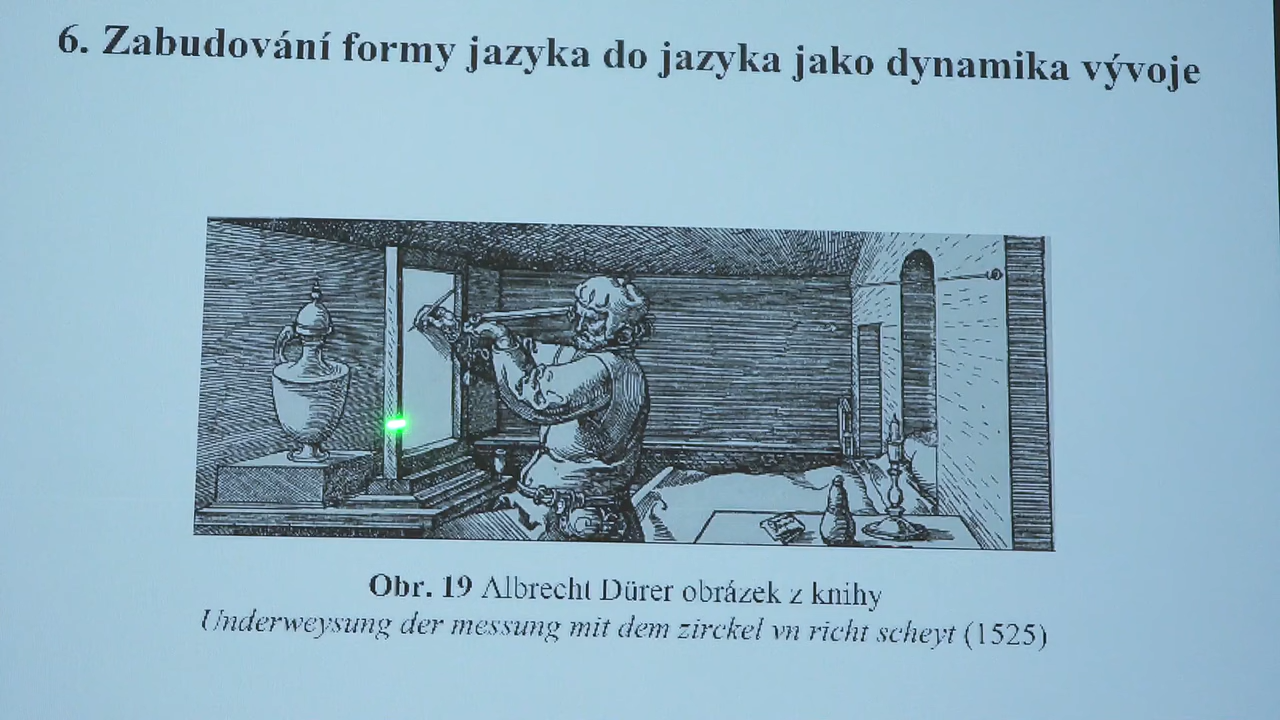 6. Zabudování formy jazyka do jazyka jako dynamika vývoje
Obr. 19 Albrecht Dürer obrázek z knihy
Underweysung der messung mit dem zirckel vn richt scheyt (1525)